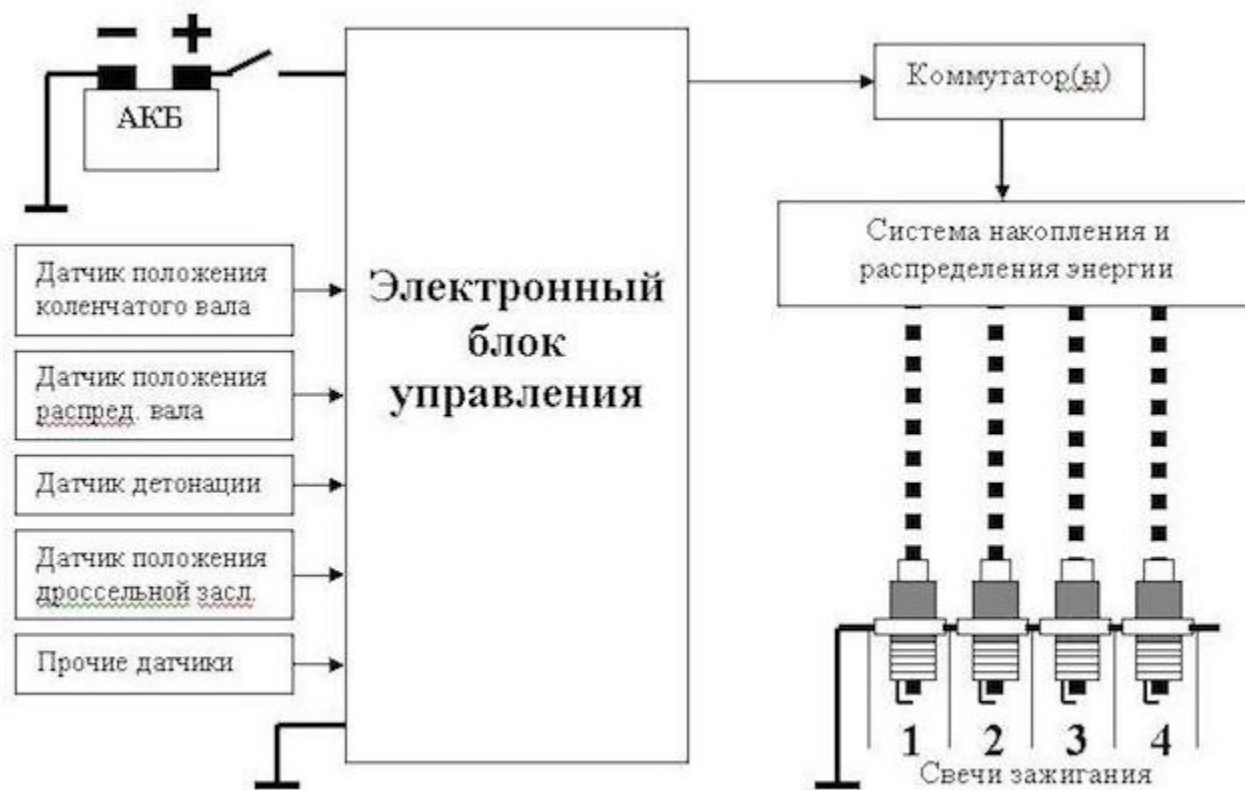 − +
АКБ
Датчик положения
коленчатого вала
Датчик положения
распред. вала
Датчик детонации
Датчик положения
дроссельной засл.
Прочие датчики
Электронный
блок
управления
Коммутатор(ы)
Система накопления и
распределения энергии
1 2 3 4
Свечи зажигания